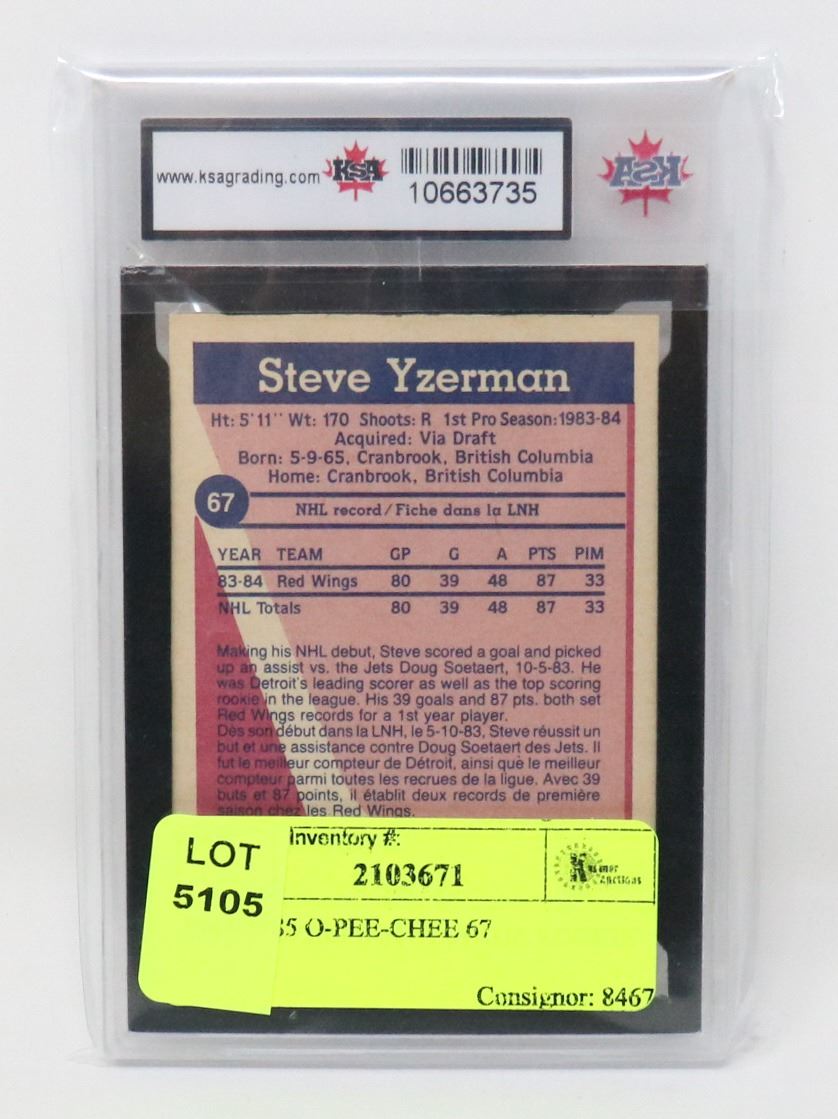 www.ksagrading.com KSA
10663735
KSA
Steve Yzerman
Ht: 5'11" Wt: 170 Shoots: R 1st Pro Season: 1983-84
Acquired: Via Draft
Born: 5-9-65, Cranbrook, British Columbia
Home: Cranbrook, British Columbia
67
NHL record/Fiche dans la LNH
YEAR TEAM GP G A PTS PIM
83-84 Red Wings 80 39 48 87 33
NHL Totals 80 39 48 87 33
Making his NHL debut, Steve scored a goal and picked
up an assist vs. the Jets Doug Soetaert, 10-5-83. He
was Detroit's leading scorer as well as the top scoring
rookie in the league. His 39 goals and 87 pts. both set
Red Wings records for a 1st year player.
Dès son début dans la LNH, le 5-10-83, Steve réussit un
but et une assistance contre Doug Soetaert des Jets. Il
fut le meilleur compteur de Détroit, ainsi què le meilleur
compteur parmi toutes les recrues de la ligue. Avec 39
buts et 87 points, il établit deux records de première
saison chez les Red Wings.
LOT
5105
Inventory #:
2103671
35 O-PEE-CHEE 67
Consignor: 8467